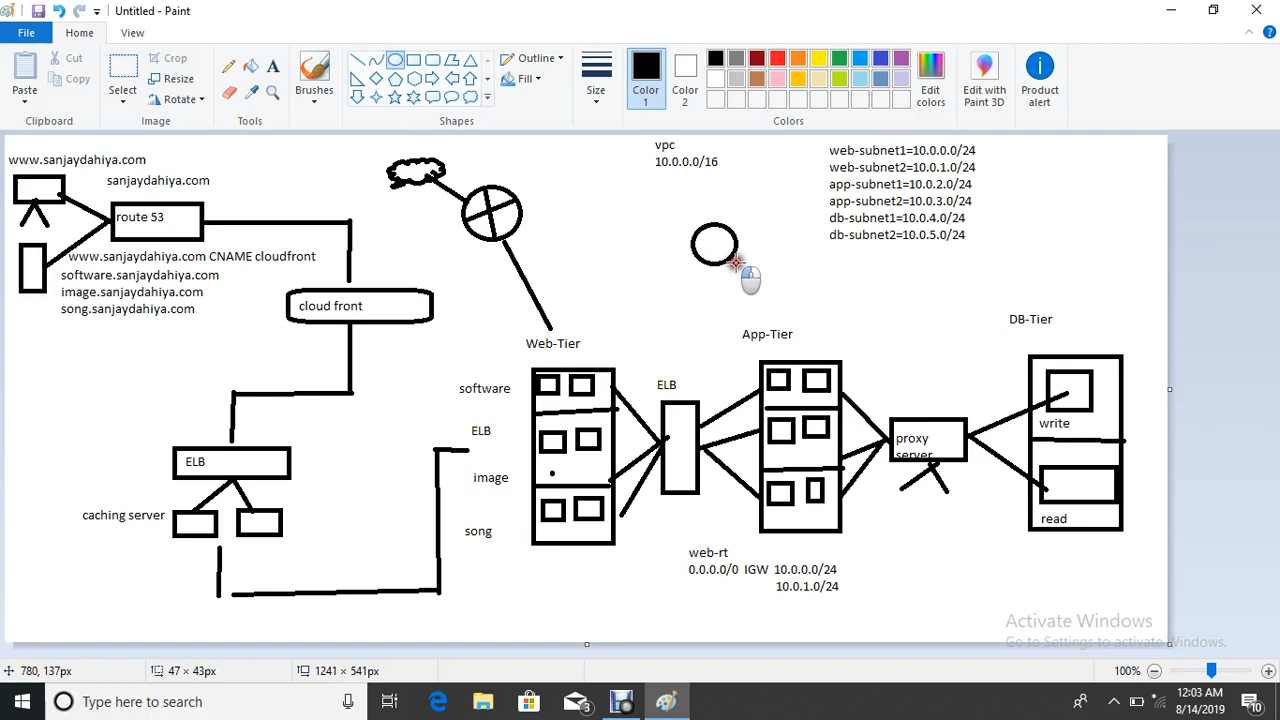 Untitled - Paint
File
Home
View
Paste
Cut
Copy
Clipboard
Select
Crop
Resize
Rotate
Image
A
Tools
Brushes
Shapes
Outline
Fill
Size
Color
1
Color
2
Colors
Edit
colors
Edit with
Paint 3D
Product
alert
www.sanjaydahiya.com
sanjaydahiya.com
route 53
www.sanjaydahiya.com CNAME cloudfront
software.sanjaydahiya.com
image.sanjaydahiya.com
song.sanjaydahiya.com
cloud front
ELB
caching server
vpc
10.0.0.0/16
web-subnet1=10.0.0.0/24
web-subnet2=10.0.1.0/24
app-subnet1=10.0.2.0/24
app-subnet2=10.0.3.0/24
db-subnet1=10.0.4.0/24
db-subnet2=10.0.5.0/24
Web-Tier
App-Tier
DB-Tier
software
ELB
image
song
ELB
proxy
server
write
read
web-rt
0.0.0.0/0 IGW 10.0.0.0/24
10.0.1.0/24
Activate Windows
Go to Settings to activate Windows.
780, 137px
47 × 43px
1241 × 541px
100%
Type here to search
3
12:03 AM
8/14/2019
10